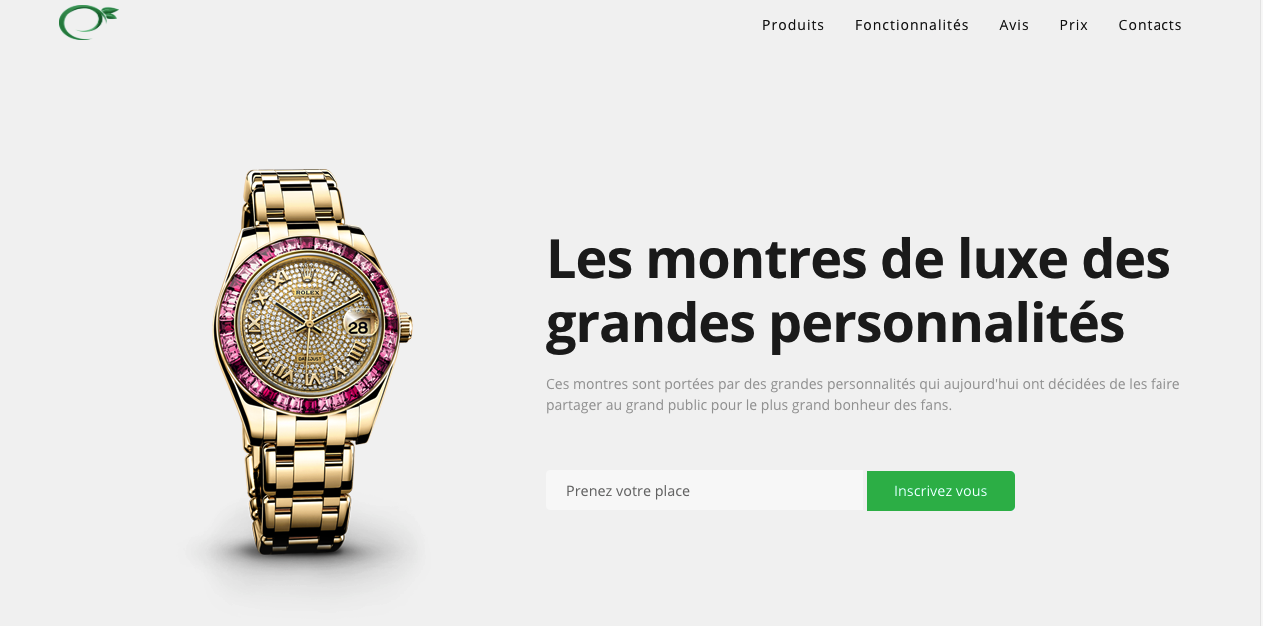 Produits Fonctionnalités Avis Prix Contacts
ROLEX
28
DATEJUST
Les montres de luxe des
grandes personnalités
Ces montres sont portées par des grandes personnalités qui aujourd'hui ont décidées de les faire
partager au grand public pour le plus grand bonheur des fans.
Prenez votre place Inscrivez vous